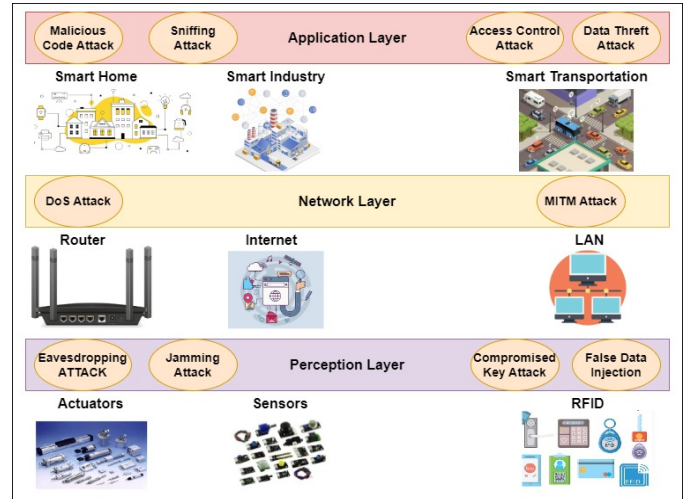 Malicious
Code Attack
Sniffing
Attack
Application Layer
Access Control
Attack
Data Threft
Attack
Smart Home
Smart Industry
Smart Transportation
DoS Attack
Network Layer
MITM Attack
Router
Internet
LAN
Eavesdropping
ATTACK
Jamming
Attack
Perception Layer
Compromised
Key Attack
False Data
Injection
Actuators
Sensors
RFID